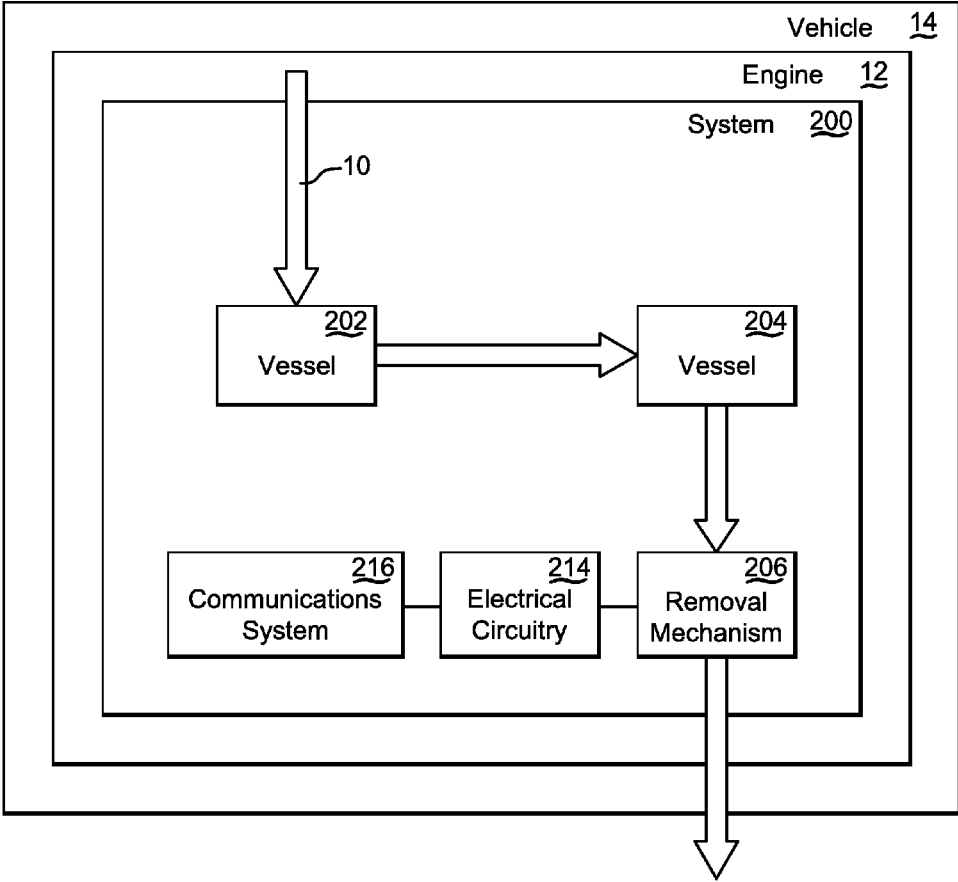 Vehicle 14
Engine 12
System 200
10
202
Vessel
204
Vessel
216
Communications
System
214
Electrical
Circuitry
206
Removal
Mechanism